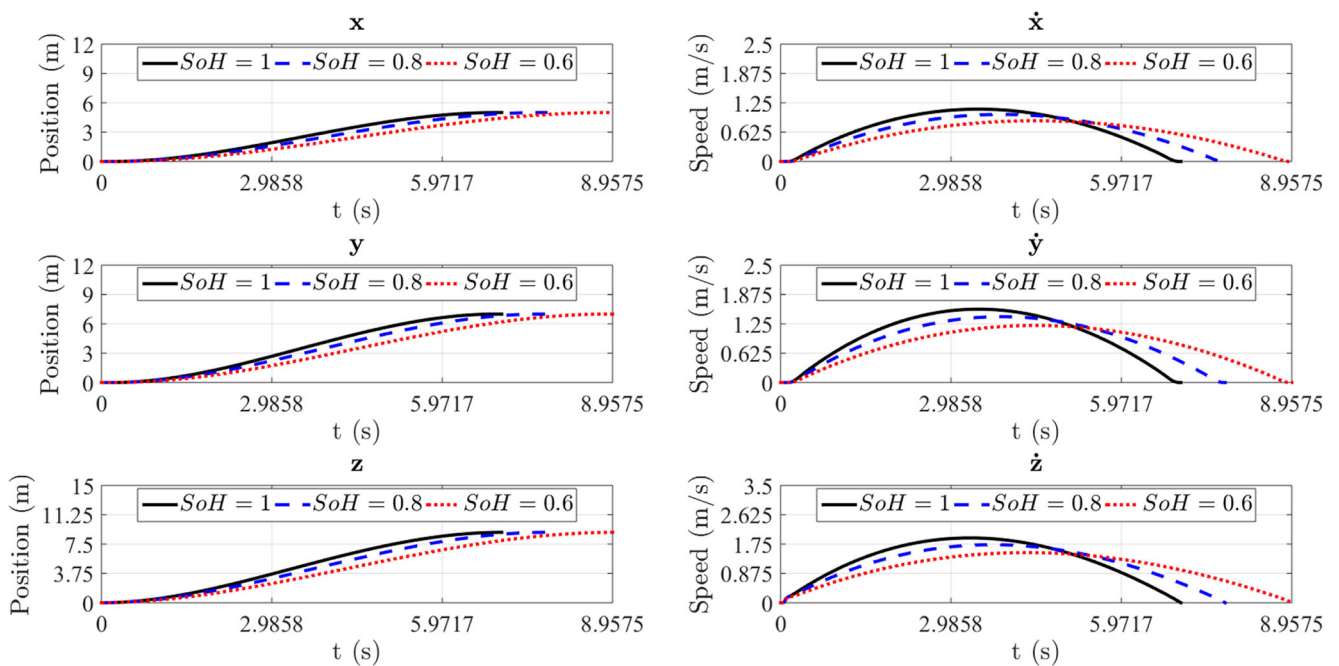 x
Position (m)
12
9
6
3
0
SoH = 1 SoH = 0.8 SoH = 0.6
0 2.9858 5.9717 8.9575
t (s)
ẋ
Speed (m/s)
2.5
1.875
1.25
0.625
0
SoH = 1 SoH = 0.8 SoH = 0.6
0 2.9858 5.9717 8.9575
t (s)
y
Position (m)
12
9
6
3
0
SoH = 1 SoH = 0.8 SoH = 0.6
0 2.9858 5.9717 8.9575
t (s)
ẏ
Speed (m/s)
2.5
1.875
1.25
0.625
0
SoH = 1 SoH = 0.8 SoH = 0.6
0 2.9858 5.9717 8.9575
t (s)
z
Position (m)
15
11.25
7.5
3.75
0
SoH = 1 SoH = 0.8 SoH = 0.6
0 2.9858 5.9717 8.9575
t (s)
ż
Speed (m/s)
3.5
2.625
1.75
0.875
0
SoH = 1 SoH = 0.8 SoH = 0.6
0 2.9858 5.9717 8.9575
t (s)